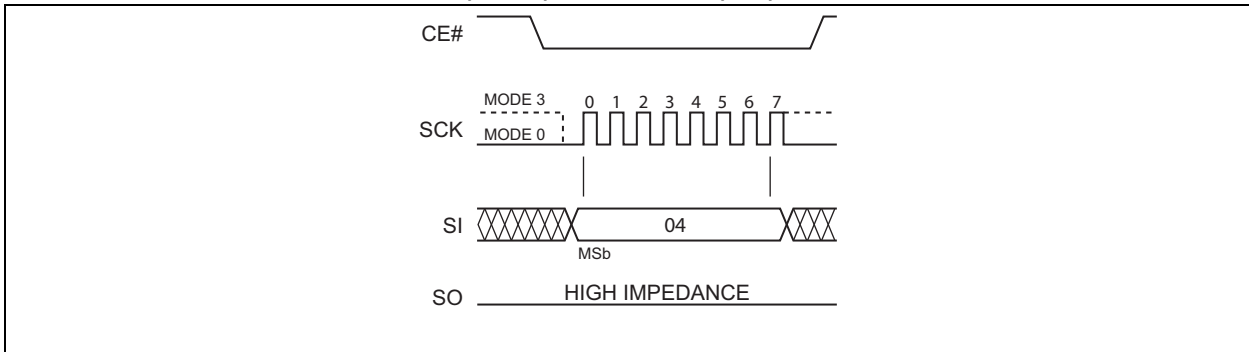 CE#
MODE 3
0 1 2 3 4 5 6 7
SCK
MODE 0
SI
04
MSb
SO
HIGH IMPEDANCE